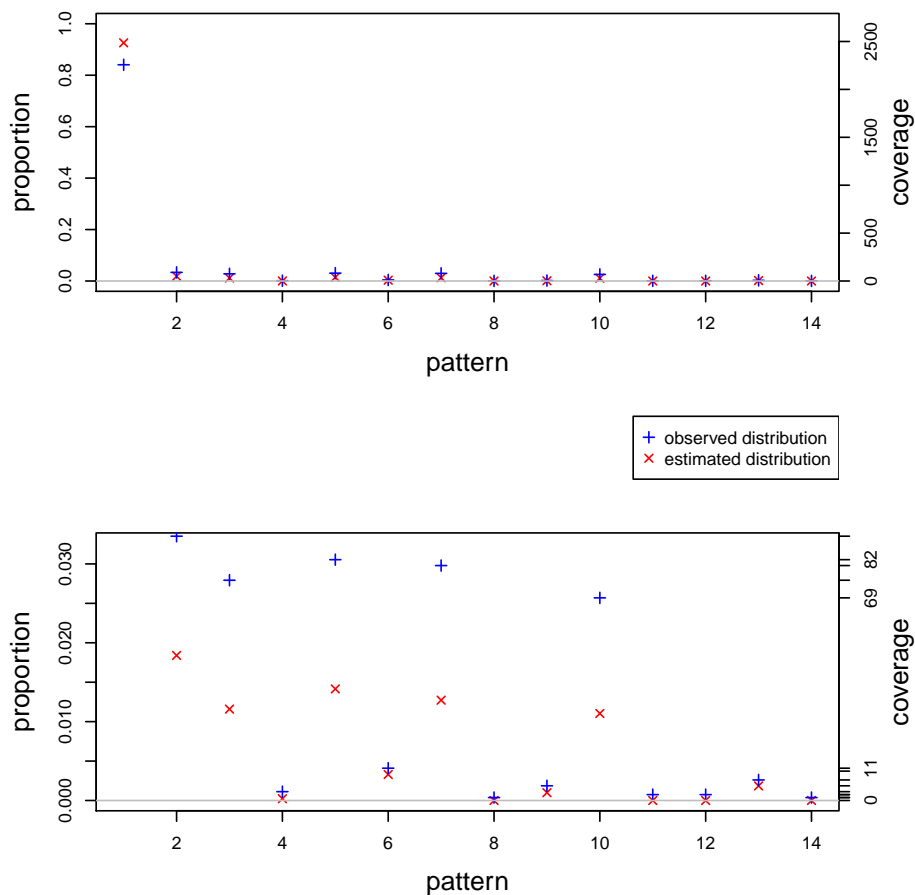 1.0
0.8
0.6
0.4
0.2
0.0
proportion
2500
1500
500
0
coverage
2 4 6 8 10 12 14
pattern
observed distribution
estimated distribution
0.030
0.020
0.010
0.000
proportion
82
69
11
0
coverage
2 4 6 8 10 12 14
pattern